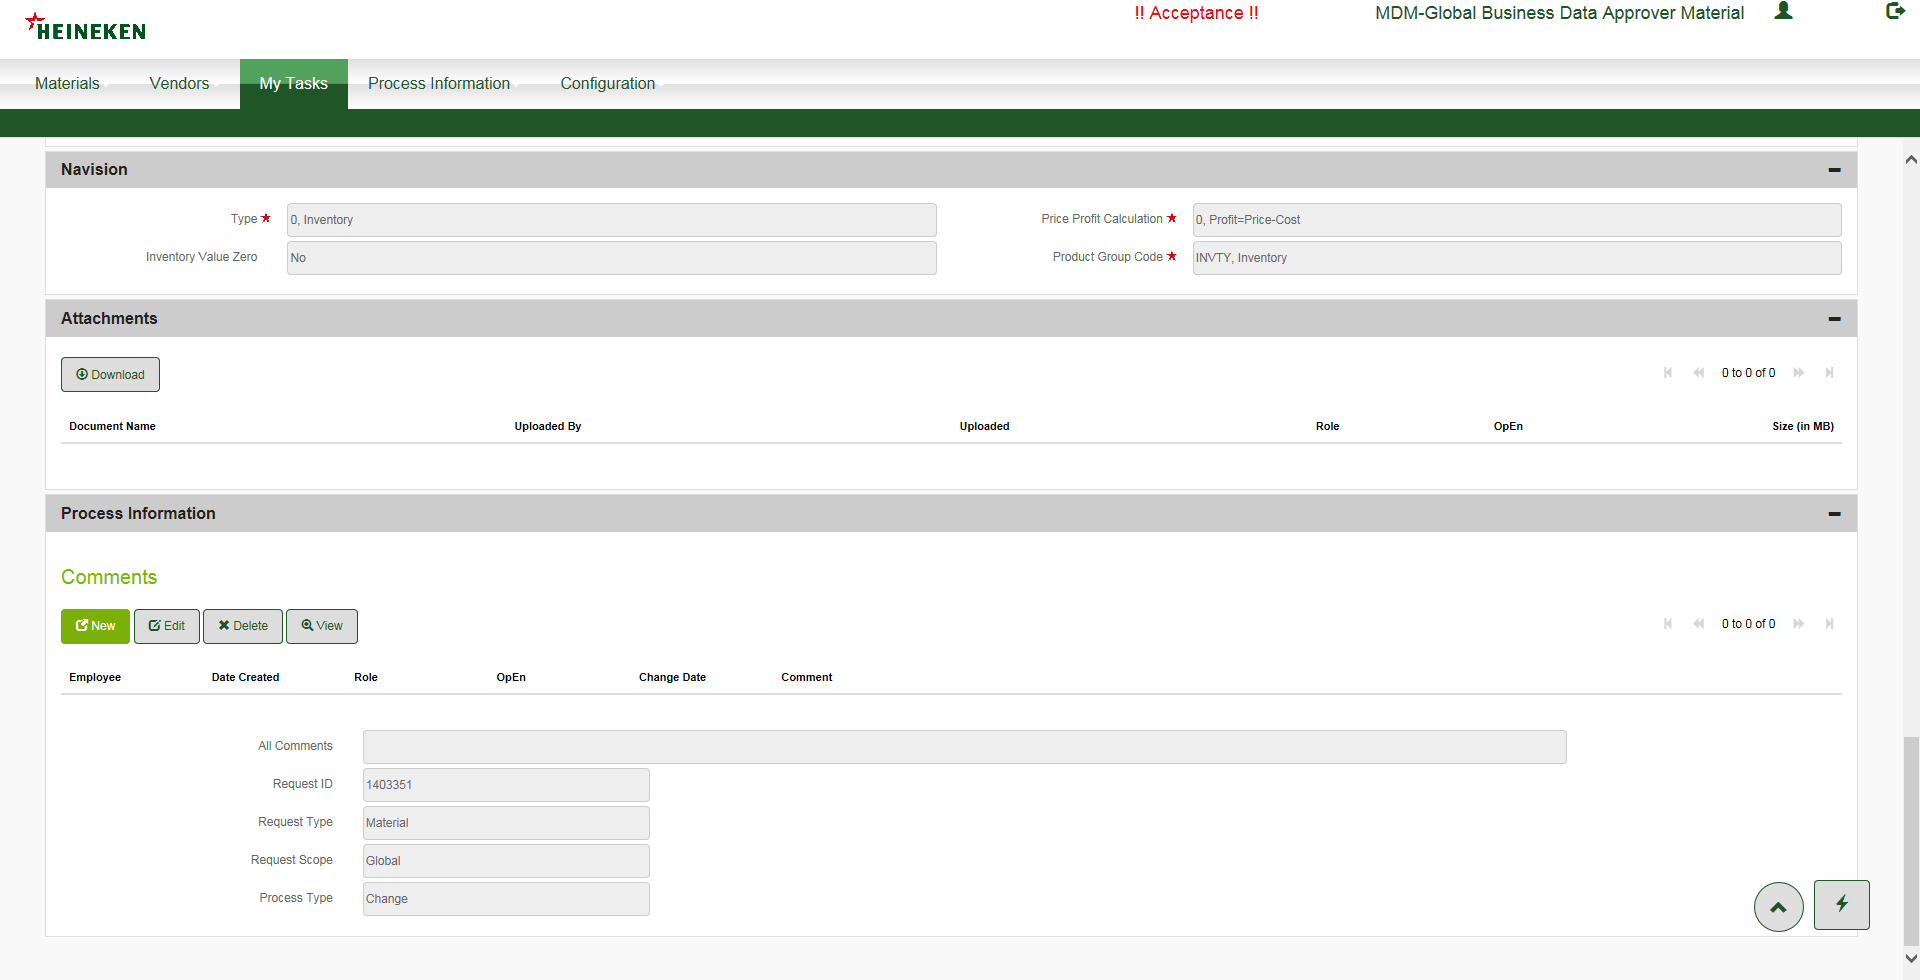 HEINEKEN
!! Acceptance !!
MDM-Global Business Data Approver Material
Materials
Vendors
My Tasks
Process Information
Configuration
Navision
Type
0, Inventory
Price Profit Calculation
0, Profit=Price-Cost
Inventory Value Zero
No
Product Group Code
INVTY, Inventory
Attachments
Download
0 to 0 of 0
Document Name
Uploaded By
Uploaded
Role
OpEn
Size (in MB)
Process Information
Comments
New
Edit
Delete
View
0 to 0 of 0
Employee
Date Created
Role
OpEn
Change Date
Comment
All Comments
Request ID
1403351
Request Type
Material
Request Scope
Global
Process Type
Change